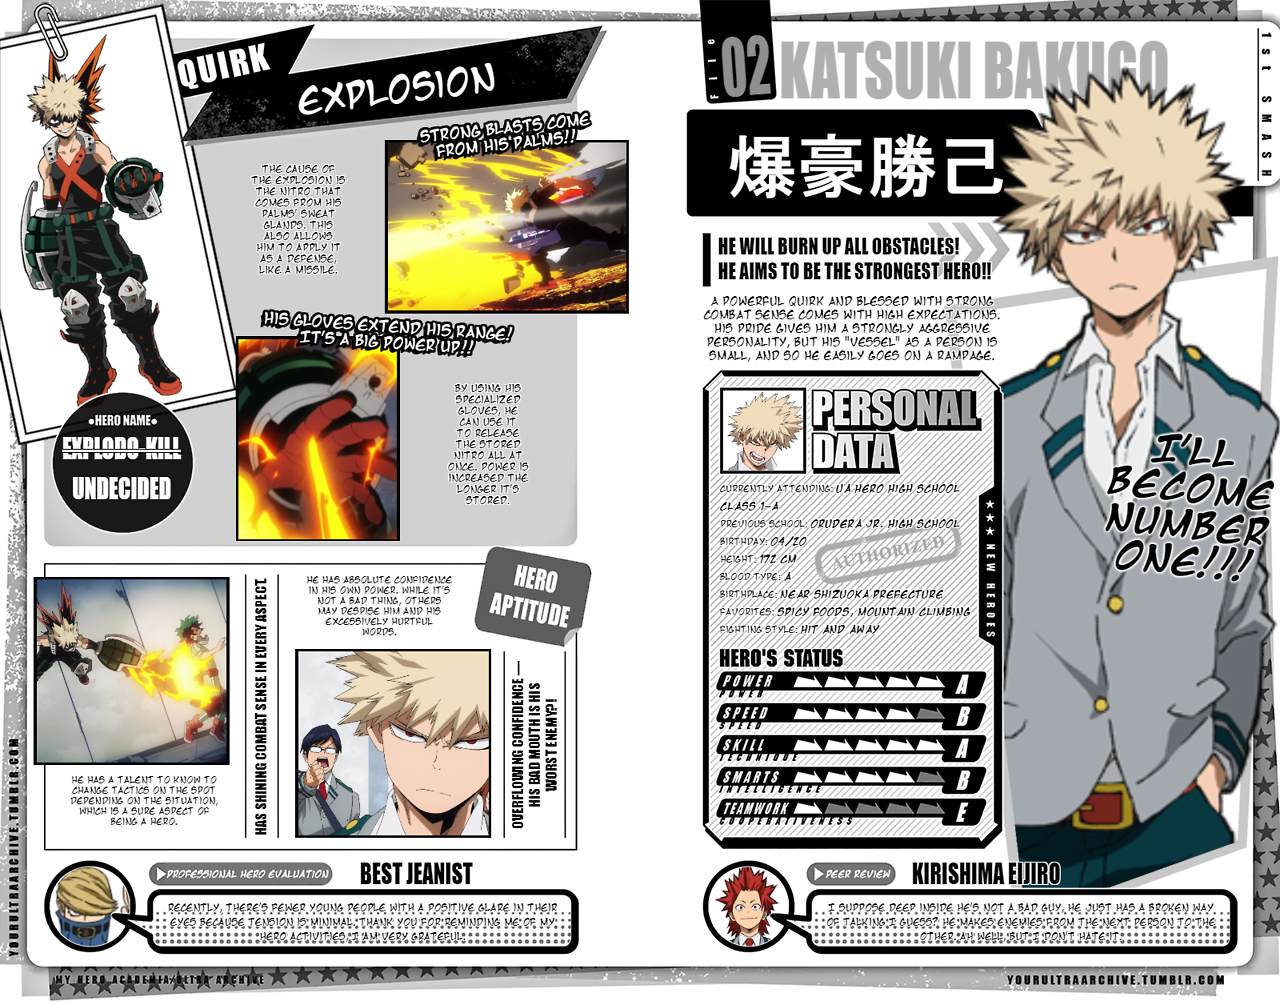 QUIRK
EXPLOSION
STRONG BLASTS COME
FROM HIS PALMS!!
THE CAUSE OF
THE EXPLOSION IS
THE NITRO THAT
COMES FROM HIS
PALMS' SWEAT
GLANDS. THIS
ALSO ALLOWS
HIM TO APPLY IT
AS A DEFENSE,
LIKE A MISSILE.
HIS GLOVES EXTEND HIS RANGE!
IT'S A BIG POWER UP!!
BY USING HIS
SPECIALIZED
GLOVES, HE
CAN USE IT
TO RELEASE
THE STORED
NITRO ALL AT
ONCE. POWER IS
INCREASED THE
LONGER IT'S
STORED.
•HERO NAME•
EXPLODO-KILL
UNDECIDED
HERO
APTITUDE
HAS SHINING COMBAT SENSE IN EVERY ASPECT
HE HAS A TALENT TO KNOW TO
CHANGE TACTICS ON THE SPOT
DEPENDING ON THE SITUATION,
WHICH IS A SURE ASPECT OF
BEING A HERO.
HE HAS ABSOLUTE CONFIDENCE
IN HIS OWN POWER. WHILE IT'S
NOT A BAD THING, OTHERS
MAY DESPISE HIM AND HIS
EXCESSIVELY HURTFUL
WORDS.
OVERFLOWING CONFIDENCE —
HIS BAD MOUTH IS HIS
WORST ENEMY?!
PROFESSIONAL HERO EVALUATION
BEST JEANIST
RECENTLY, THERE'S FEWER YOUNG PEOPLE WITH A POSITIVE GLARE IN THEIR
EYES BECAUSE TENSION IS MINIMAL. THANK YOU FOR REMINDING ME OF MY
HERO ACTIVITIES. I AM VERY GRATEFUL.
YOURULTRAARCHIVE.TUMBLR.COM
MY HERO ACADEMIA/ULTRA ARCHIVE
File
02
KATSUKI BAKUGO
1st SMASH
爆豪勝己
HE WILL BURN UP ALL OBSTACLES!
HE AIMS TO BE THE STRONGEST HERO!!
A POWERFUL QUIRK AND BLESSED WITH STRONG
COMBAT SENSE COMES WITH HIGH EXPECTATIONS.
HIS PRIDE GIVES HIM A STRONGLY AGGRESSIVE
PERSONALITY, BUT HIS "VESSEL" AS A PERSON IS
SMALL, AND SO HE EASILY GOES ON A RAMPAGE.
PERSONAL
DATA
CURRENTLY ATTENDING: U.A HERO HIGH SCHOOL
CLASS 1-A
PREVIOUS SCHOOL: ORUDERA JR. HIGH SCHOOL
BIRTHDAY: 04/20
HEIGHT: 172 CM
BLOOD TYPE: A
BIRTHPLACE: NEAR SHIZUOKA PREFECTURE
FAVORITES: SPICY FOODS, MOUNTAIN CLIMBING
FIGHTING STYLE: HIT AND AWAY
AUTHORIZED
★★★ NEW HEROES
HERO'S STATUS
POWER
POWER
A
SPEED
SPEED
B
SKILL
TECHNIQUE
A
SMARTS
INTELLIGENCE
B
TEAMWORK
COOPERATIVENESS
E
I'LL
BECOME
NUMBER
ONE!!!
PEER REVIEW
KIRISHIMA EIJIRO
I SUPPOSE DEEP INSIDE HE'S NOT A BAD GUY, HE JUST HAS A BROKEN WAY
OF TALKING I GUESS? HE MAKES ENEMIES FROM THE NEXT PERSON TO THE
OTHER. AH WELL, BUT I DON'T HATE IT.
YOURULTRAARCHIVE.TUMBLR.COM